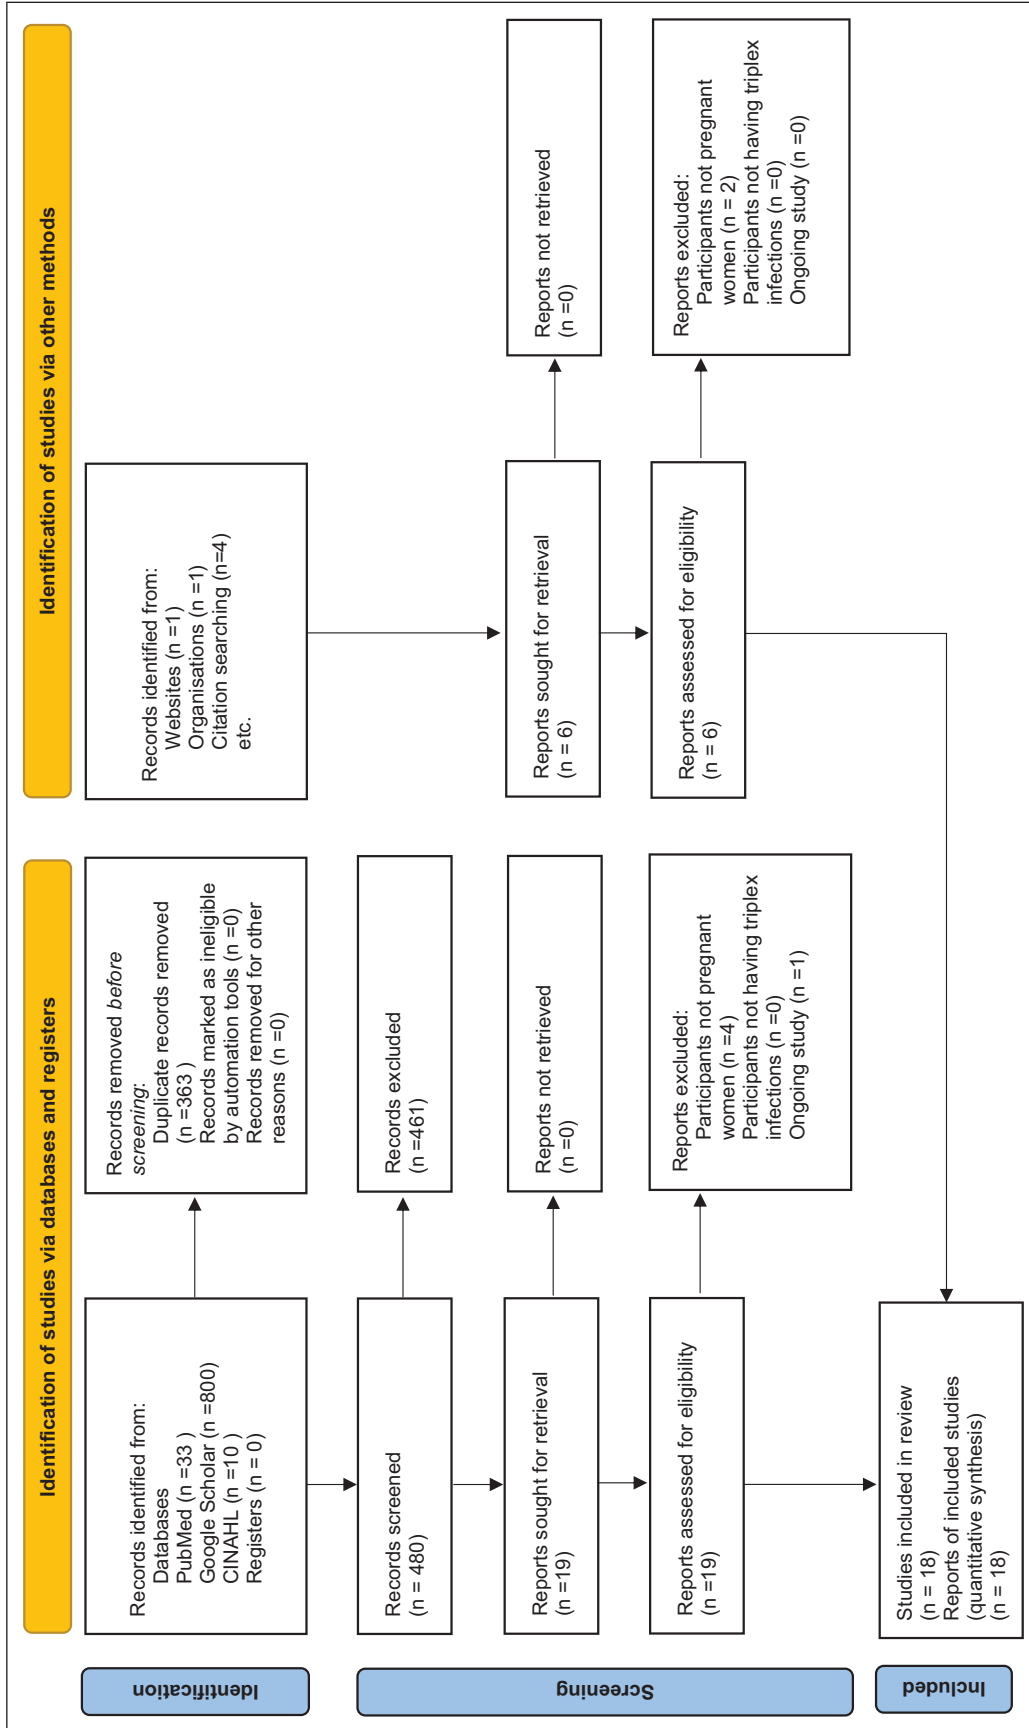 Identification of studies via databases and registers
Identification of studies via other methods
Identification
Records identified from:
Databases
PubMed (n =33 )
Google Scholar (n =800)
CINAHL (n =10 )
Registers (n = 0)
Records removed before
screening:
Duplicate records removed
(n =363 )
Records marked as ineligible
by automation tools (n =0)
Records removed for other
reasons (n =0)
Records identified from:
Websites (n =1)
Organisations (n =1)
Citation searching (n=4)
etc.
Screening
Records screened
(n = 480)
Records excluded
(n =461)
Reports sought for retrieval
(n =19)
Reports not retrieved
(n =0)
Reports sought for retrieval
(n = 6)
Reports not retrieved
(n =0)
Reports assessed for eligibility
(n =19)
Reports excluded:
Participants not pregnant
women (n =4)
Participants not having triplex
infections (n =0)
Ongoing study (n =1)
Reports assessed for eligibility
(n = 6)
Reports excluded:
Participants not pregnant
women (n = 2)
Participants not having triplex
infections (n =0)
Ongoing study (n =0)
Included
Studies included in review
(n = 18)
Reports of included studies
(quantitative synthesis)
(n = 18)